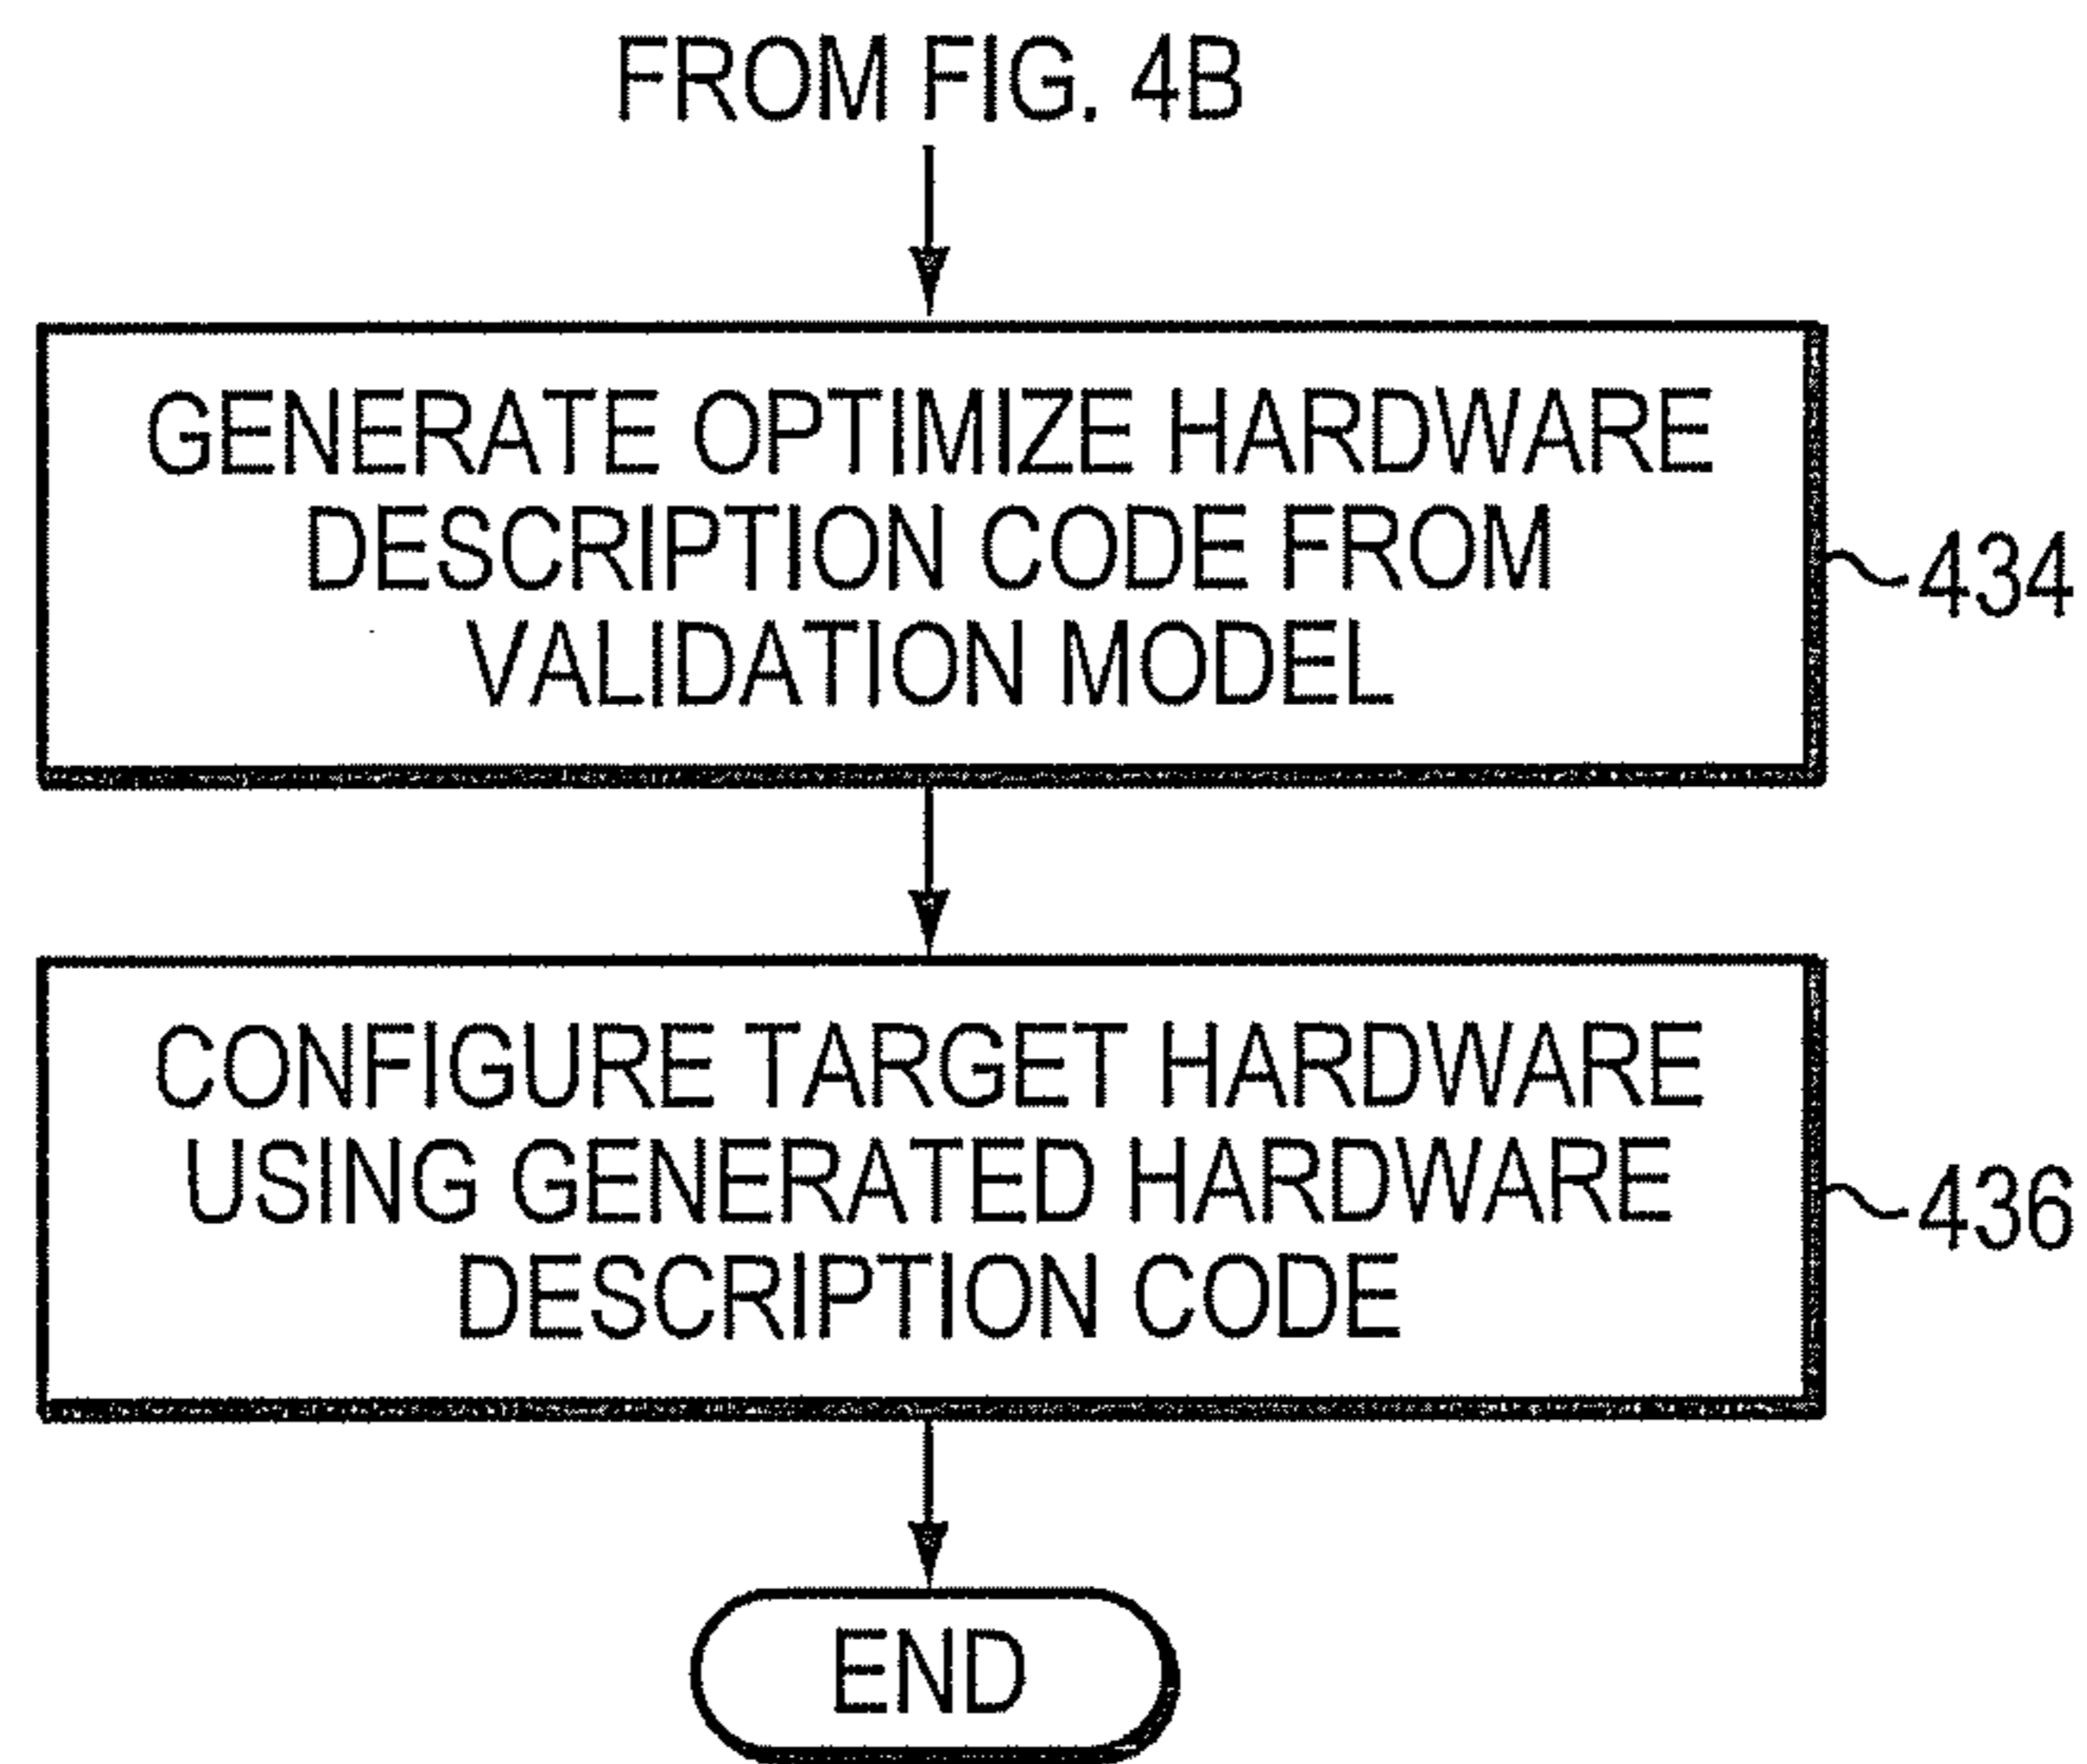 FROM FIG. 4B
GENERATE OPTIMIZE HARDWARE
DESCRIPTION CODE FROM
VALIDATION MODEL
434
CONFIGURE TARGET HARDWARE
USING GENERATED HARDWARE
DESCRIPTION CODE
436
END